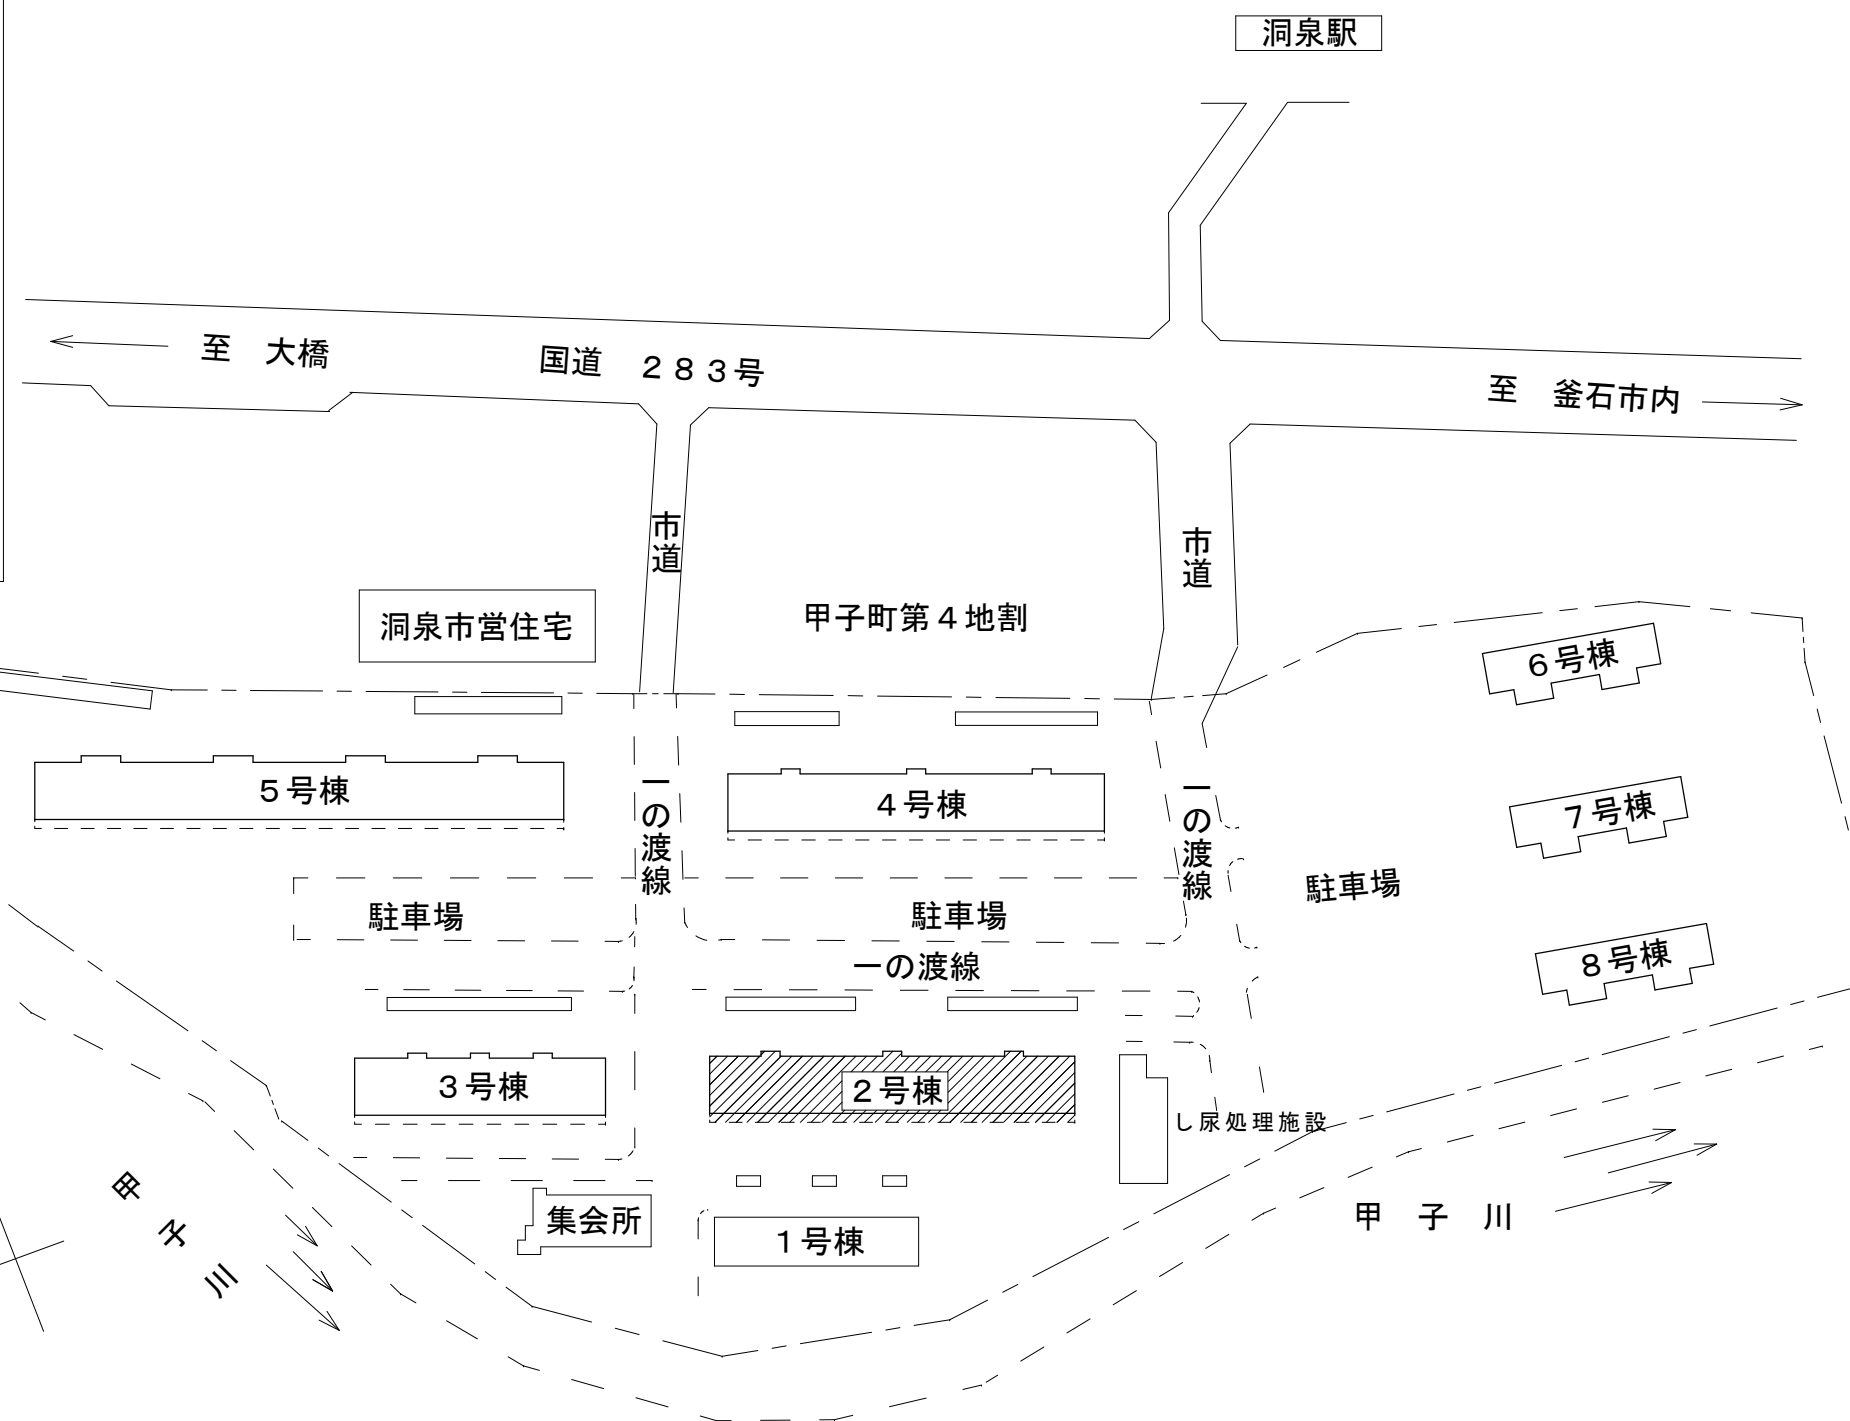 洞泉駅
至　大橋
国道　２８３号
至　釜石市内
市道
市道
洞泉市営住宅
甲子町第４地割
６号棟
５号棟
４号棟
７号棟
一の渡線
一の渡線
駐車場
駐車場
駐車場
一の渡線
８号棟
３号棟
２号棟
し尿処理施設
甲子川
集会所
１号棟
甲　子　川